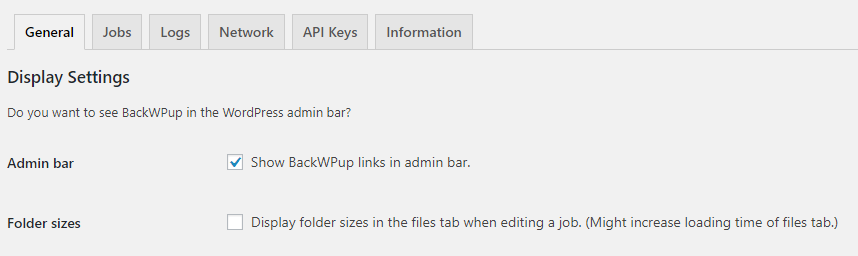 General Jobs Logs Network API Keys Information
Display Settings
Do you want to see BackWPup in the WordPress admin bar?
Admin bar Show BackWPup links in admin bar.
Folder sizes Display folder sizes in the files tab when editing a job. (Might increase loading time of files tab.)